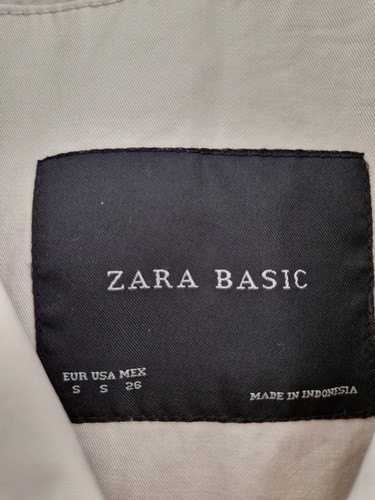 ZARA BASIC
EUR USA MEX
S S 26
MADE IN INDONESIA